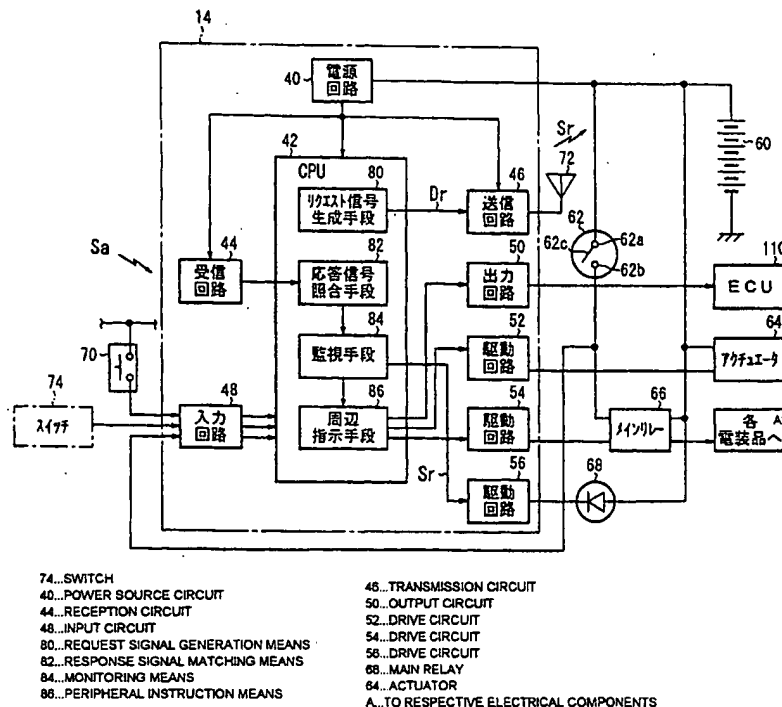 14
電源
回路
40
42
CPU
80
リクエスト信号
生成手段
Dr
46
送信
回路
Sr
72
60
62
62a
62c
62b
Sa
44
受信
回路
82
応答信号
照合手段
50
出力
回路
ECU
84
監視手段
52
駆動
回路
64
アクチュエータ
70
74
スイッチ
48
入力
回路
86
周辺
指示手段
54
駆動
回路
66
メインリレー
各
電装品へ
A
Sr
56
駆動
回路
68
74...SWITCH
40...POWER SOURCE CIRCUIT
44...RECEPTION CIRCUIT
48...INPUT CIRCUIT
80...REQUEST SIGNAL GENERATION MEANS
82...RESPONSE SIGNAL MATCHING MEANS
84...MONITORING MEANS
86...PERIPHERAL INSTRUCTION MEANS
46...TRANSMISSION CIRCUIT
50...OUTPUT CIRCUIT
52...DRIVE CIRCUIT
54...DRIVE CIRCUIT
56...DRIVE CIRCUIT
68...MAIN RELAY
64...ACTUATOR
A...TO RESPECTIVE ELECTRICAL COMPONENTS